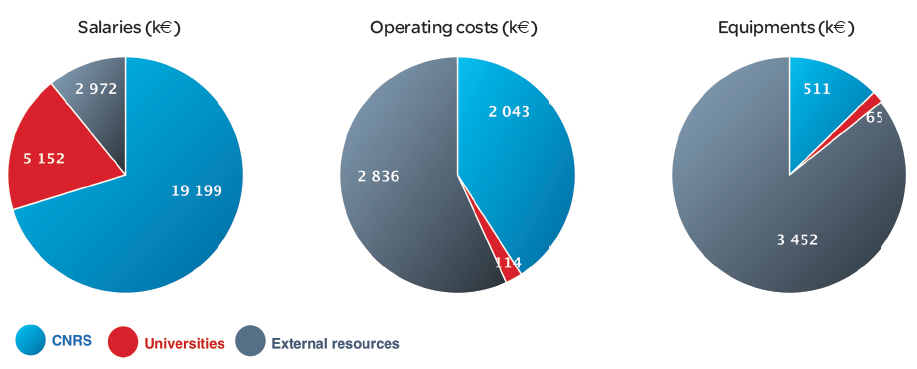 Salaries (k€)
Operating costs (k€)
Equipments (k€)
2 972
5 152
19 199
2 043
2 836
114
511
65
3 452
CNRS
Universities
External resources